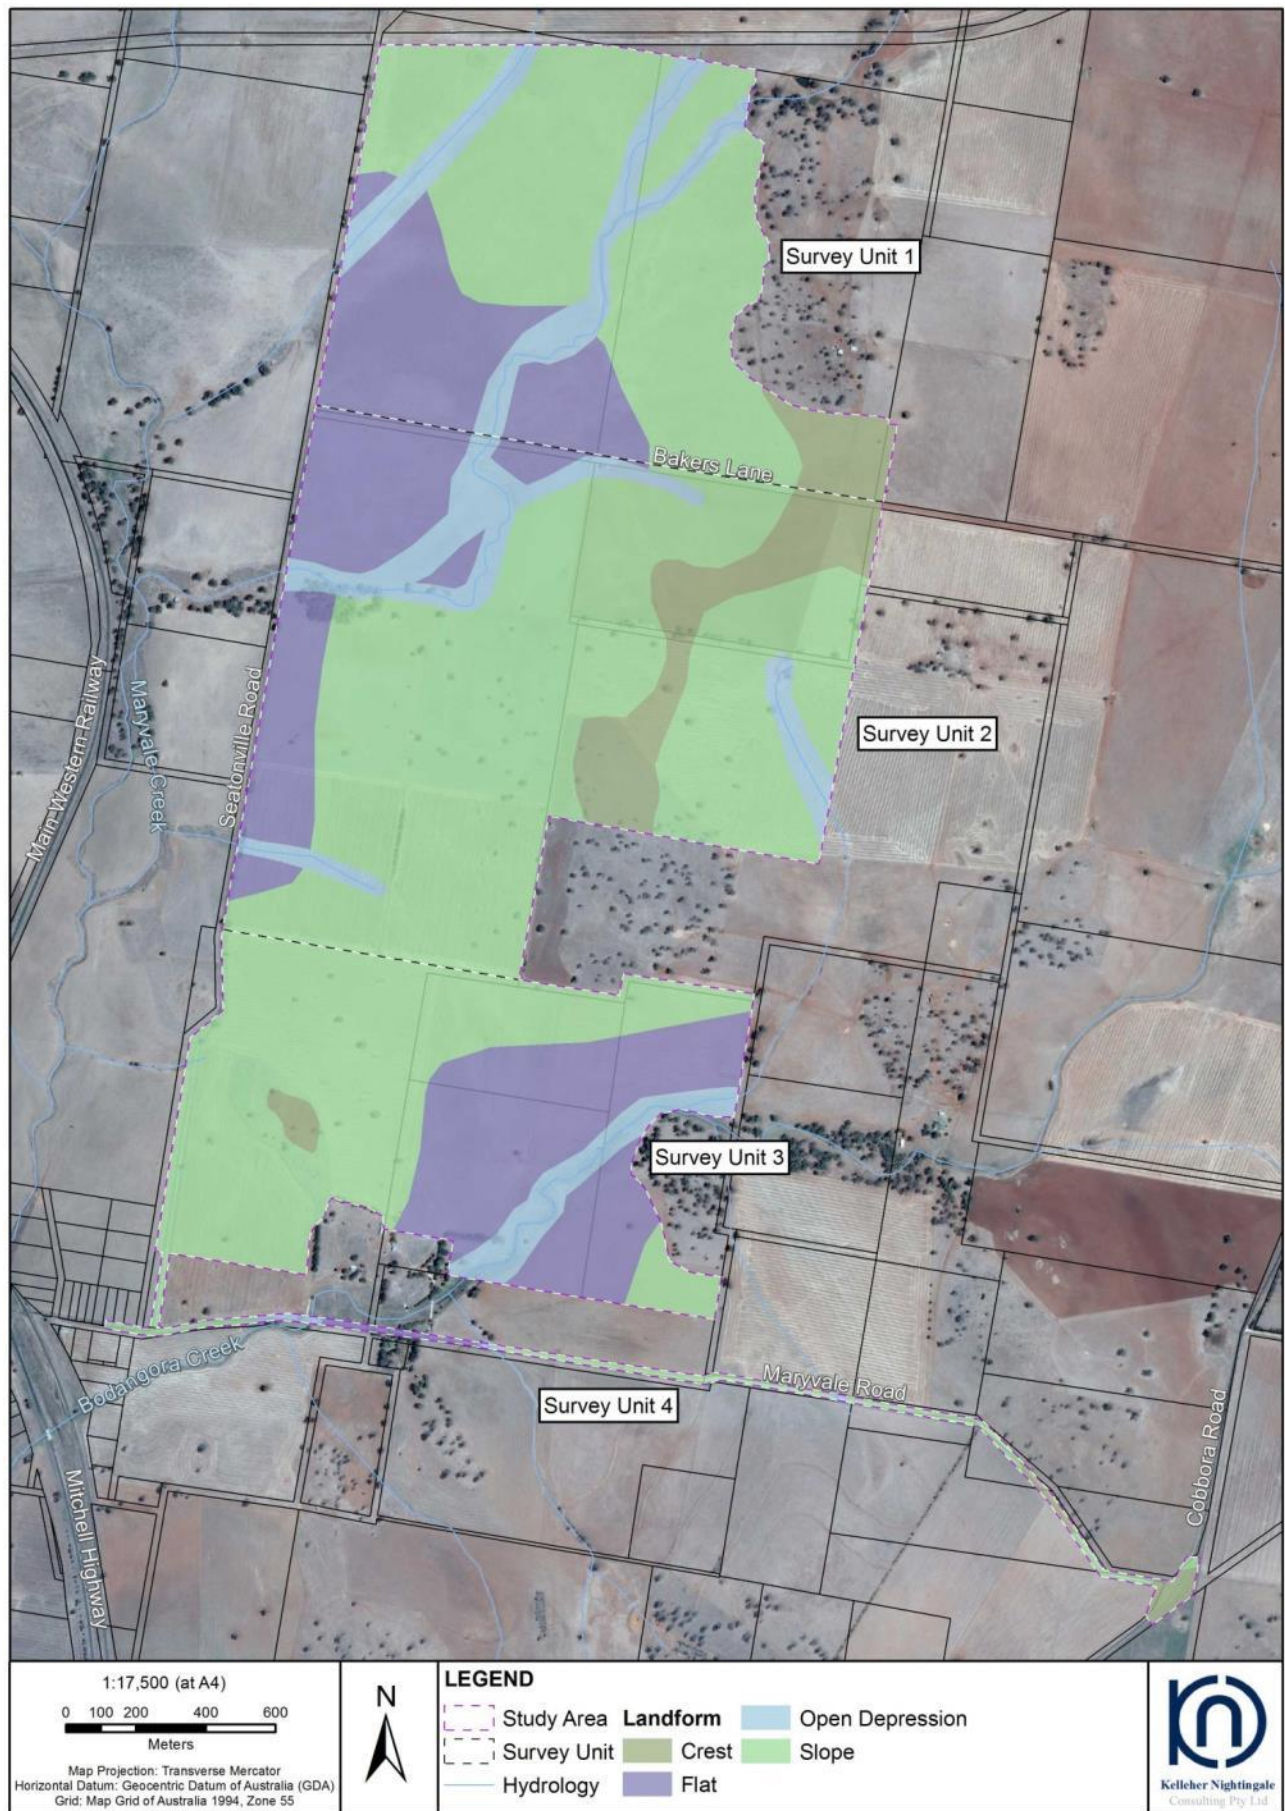 Survey Unit 1
Bakers Lane
Survey Unit 2
Main Western Railway
Maryvale Creek
Seatonville Road
Survey Unit 3
Bodangora Creek
Survey Unit 4
Maryvale Road
Cobbora Road
Mitchell Highway
1:17,500 (at A4)
0 100 200 400 600
Meters
Map Projection: Transverse Mercator
Horizontal Datum: Geocentric Datum of Australia (GDA)
Grid: Map Grid of Australia 1994, Zone 55
N
LEGEND
Study Area
Survey Unit
Hydrology
Landform
Crest
Flat
Open Depression
Slope
Kelleher Nightingale
Consulting Pty Ltd